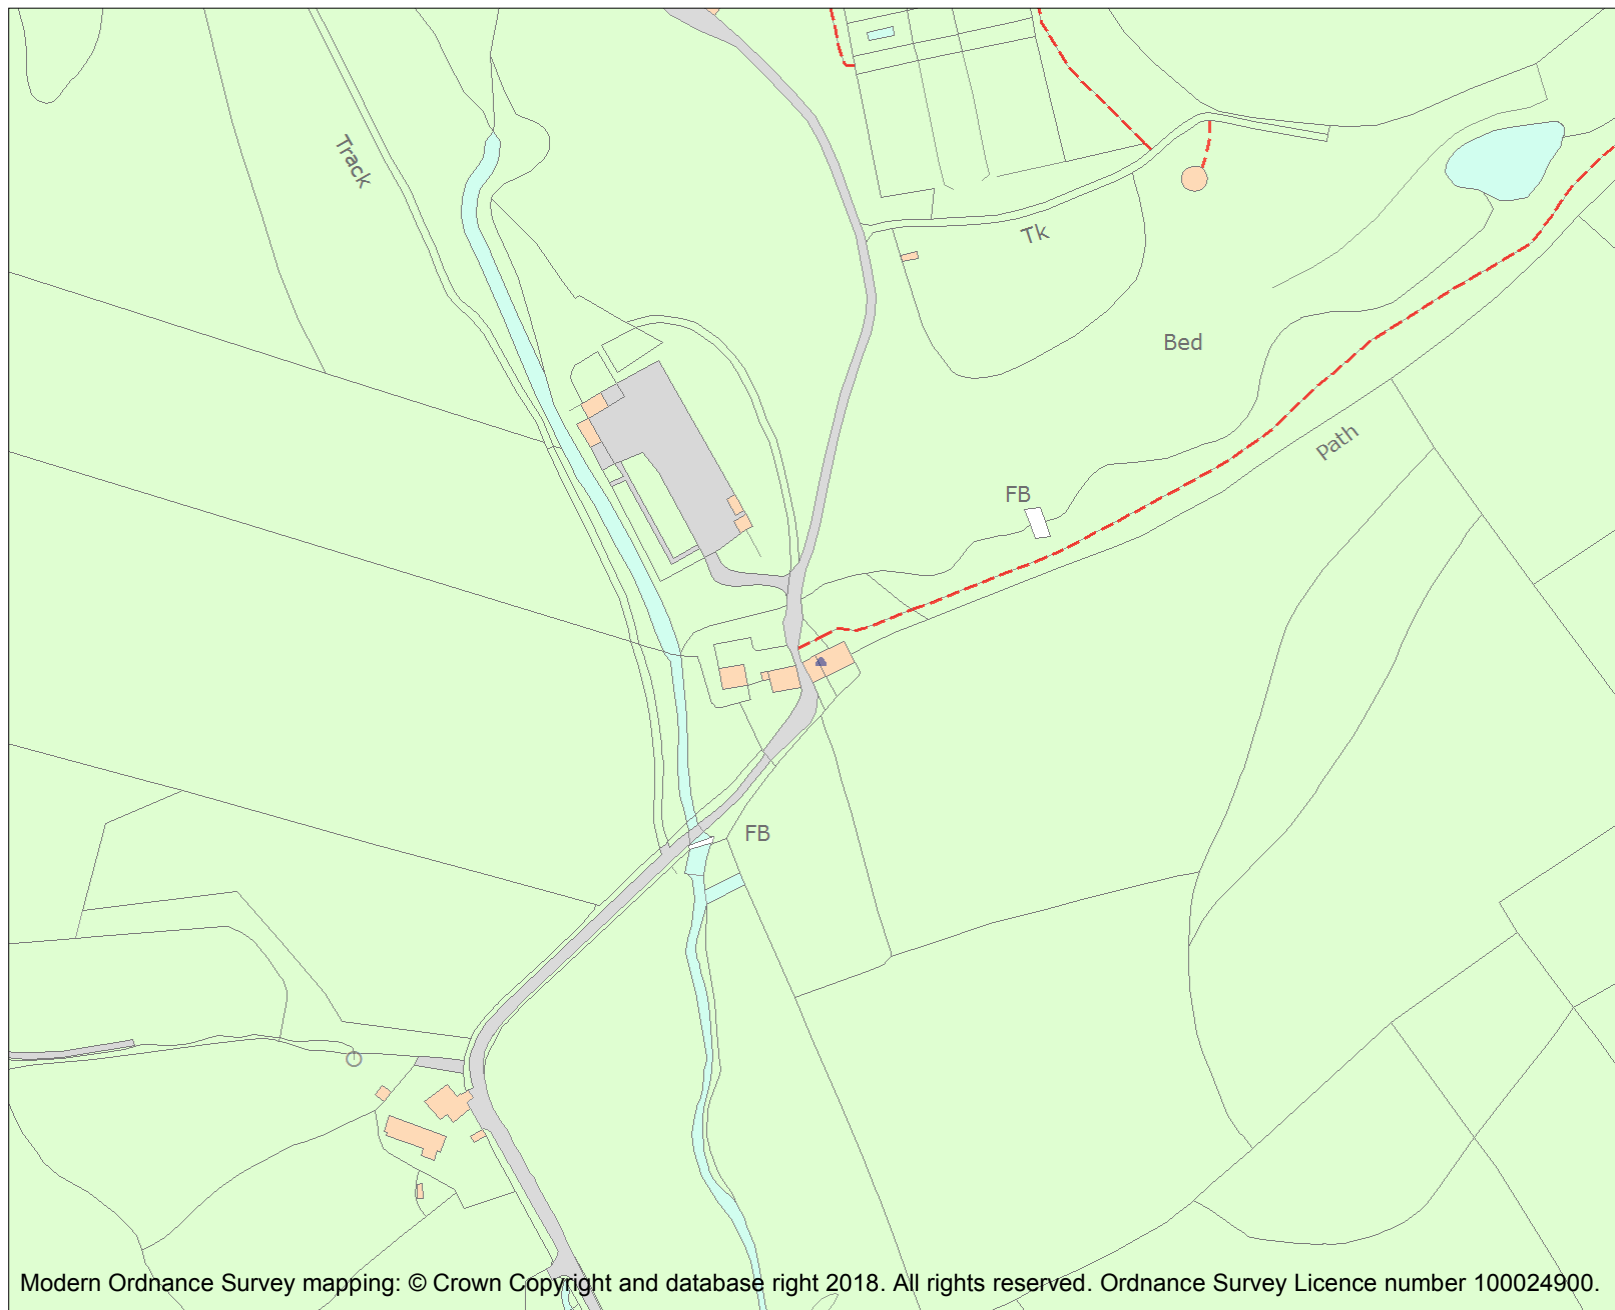 Track
Tk
Bed
Path
FB
FB
Modern Ordnance Survey mapping: © Crown Copyright and database right 2018. All rights reserved. Ordnance Survey Licence number 100024900.